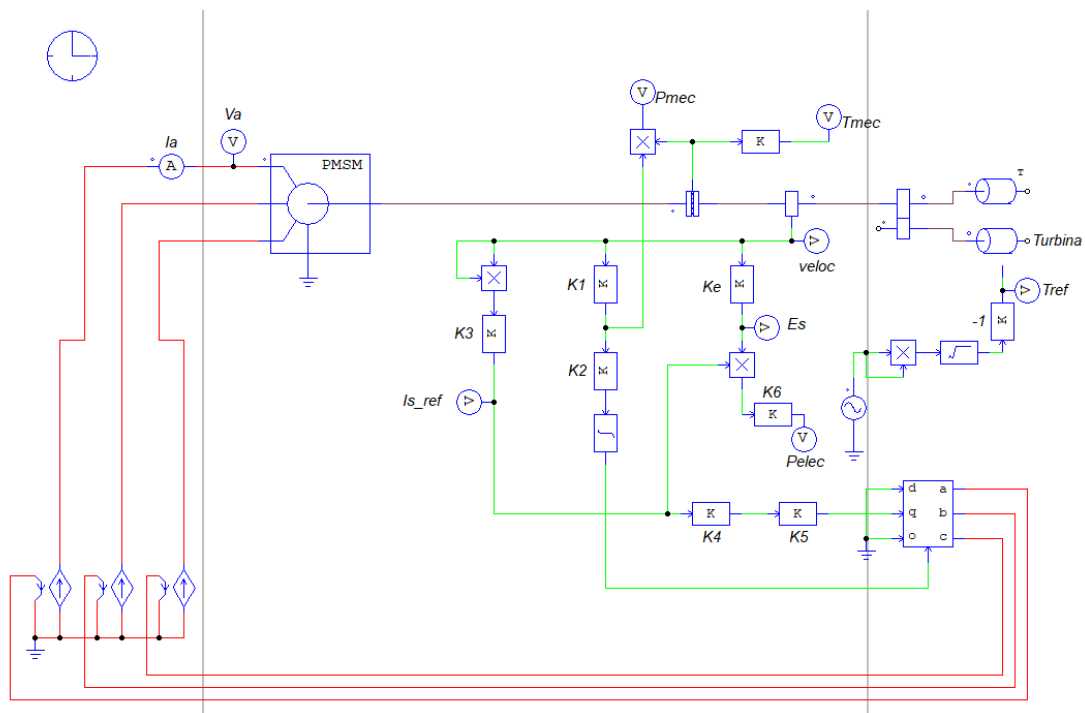 Pmec
V
Tmec
V
Va
V
Ia
A
PMSM
K
T
Turbina
veloc
V
K1
K
Ke
K
Tref
V
-1
K
K3
K
Es
V
K2
K
K6
K
Is_ref
V
V
Pelec
d a
q b
o c
K
K4
K
K5